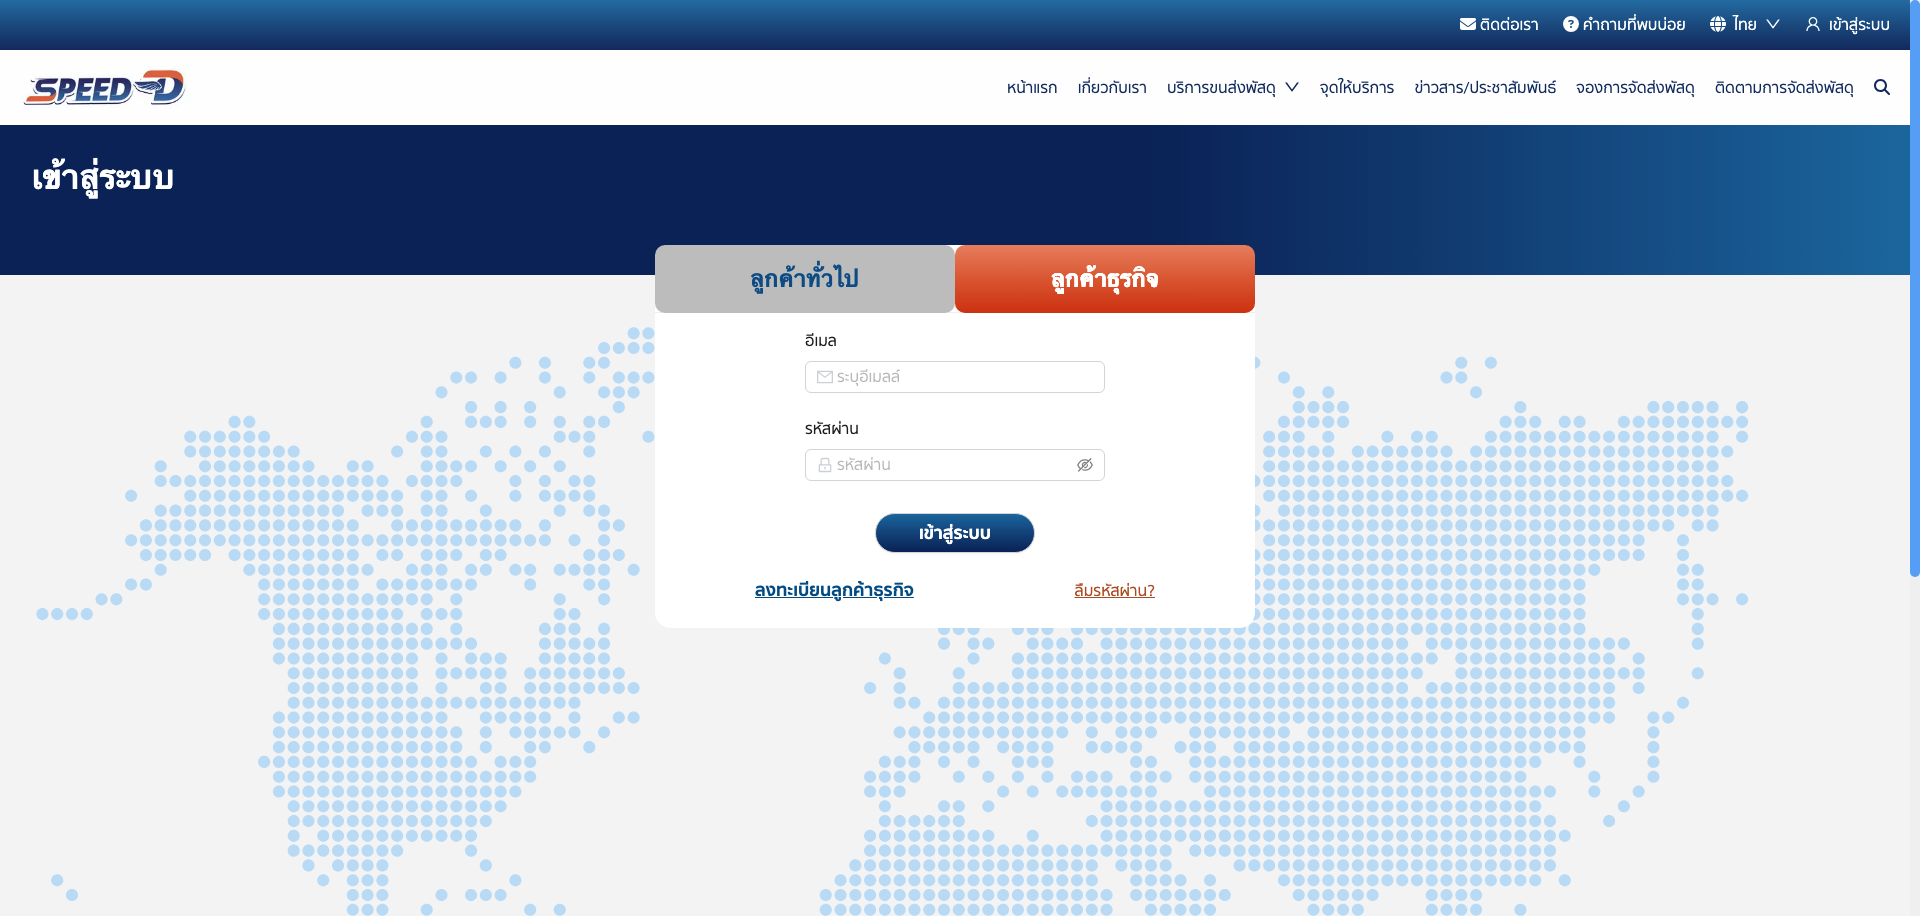 ติดต่อเรา คำถามที่พบบ่อย ไทย เข้าสู่ระบบ
SPEED-D หน้าแรก เกี่ยวกับเรา บริการขนส่งพัสดุ จุดให้บริการ ข่าวสาร/ประชาสัมพันธ์ จองการจัดส่งพัสดุ ติดตามการจัดส่งพัสดุ
เข้าสู่ระบบ
ลูกค้าทั่วไป ลูกค้าธุรกิจ
อีเมล
ระบุอีเมลล์
รหัสผ่าน
รหัสผ่าน
เข้าสู่ระบบ
ลงทะเบียนลูกค้าธุรกิจ ลืมรหัสผ่าน?